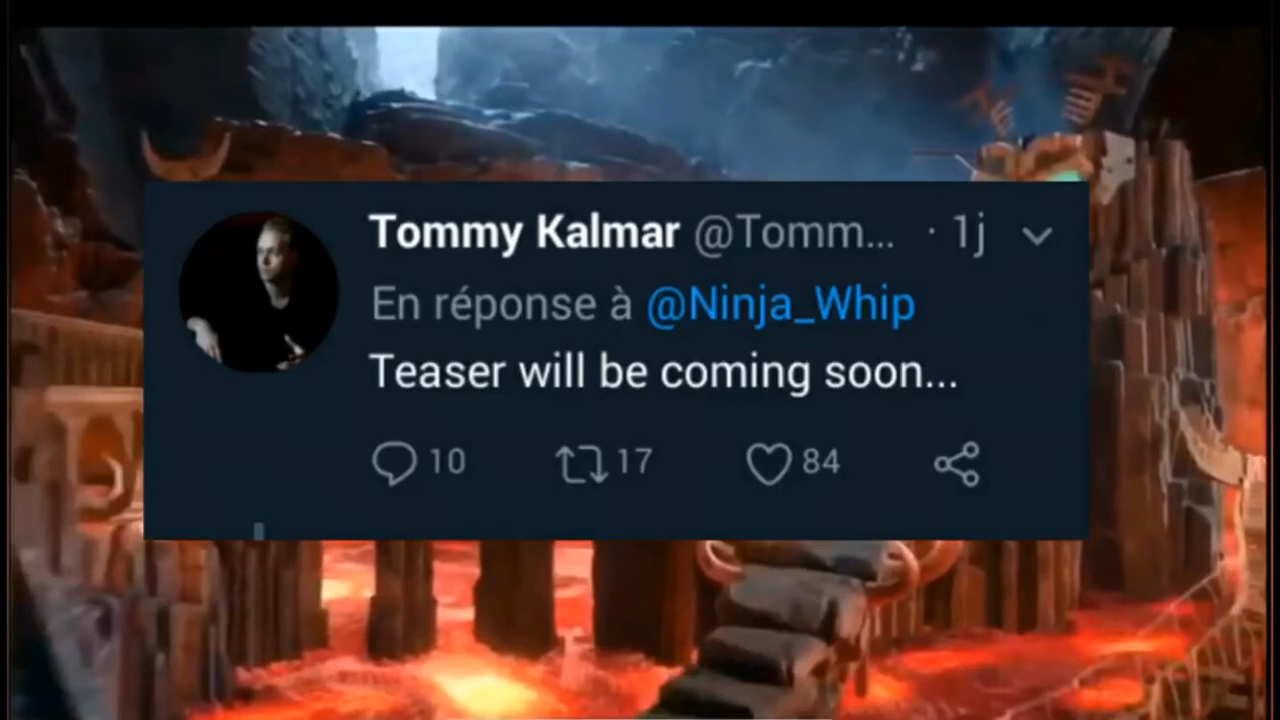 Tommy Kalmar @Tomm... · 1j
En réponse à @Ninja_Whip
Teaser will be coming soon...
10 17 84